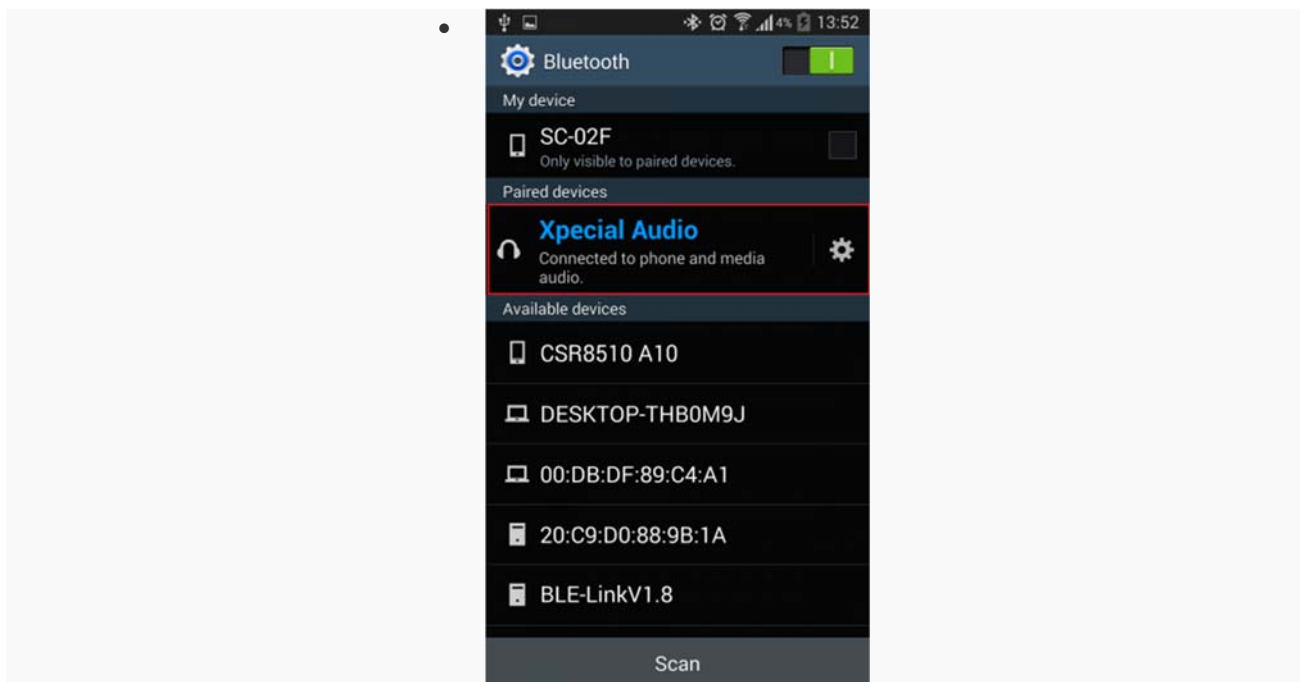 4% 13:52
Bluetooth
My device
SC-02F
Only visible to paired devices.
Paired devices
Xpecial Audio
Connected to phone and media
audio.
Available devices
CSR8510 A10
DESKTOP-THB0M9J
00:DB:DF:89:C4:A1
20:C9:D0:88:9B:1A
BLE-LinkV1.8
Scan